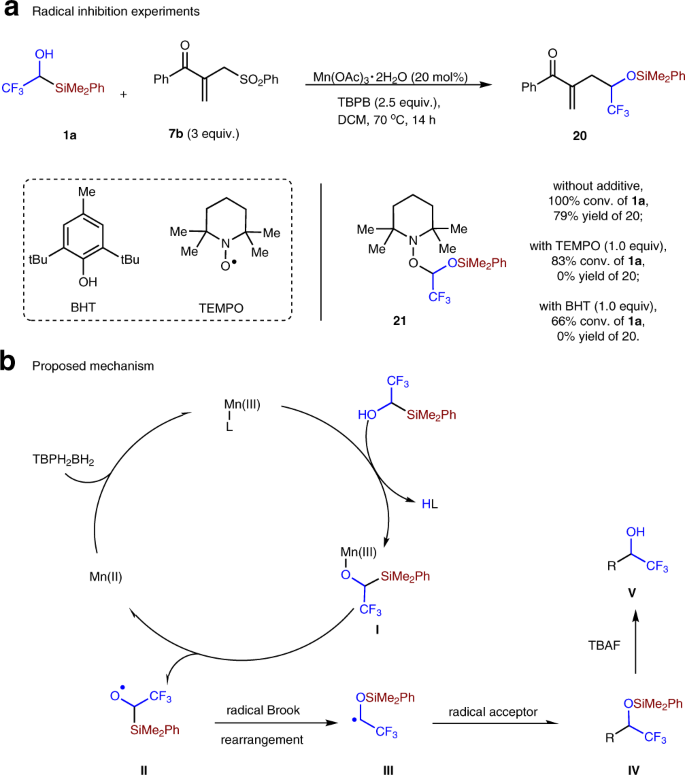 a Radical inhibition experiments
OH
CF3 SiMe2Ph
1a
+
O
Ph SO2Ph
7b (3 equiv.)
Mn(OAc)3•2H2O (20 mol%)
TBPB (2.5 equiv.),
DCM, 70 °C, 14 h
O OSiMe2Ph
Ph CF3
20
Me
tBu tBu
OH
BHT
Me Me
Me N Me
O•
TEMPO
Me Me
Me N Me
O OSiMe2Ph
CF3
21
without additive,
100% conv. of 1a,
79% yield of 20;
with TEMPO (1.0 equiv),
83% conv. of 1a,
0% yield of 20;
with BHT (1.0 equiv),
66% conv. of 1a,
0% yield of 20.
b Proposed mechanism
Mn(III)
L
CF3
HO SiMe2Ph
TBPH2BH2
HL
Mn(III)
O SiMe2Ph
CF3
I
Mn(II)
O• CF3
SiMe2Ph
II
radical Brook
rearrangement
OSiMe2Ph
• CF3
III
radical acceptor
OSiMe2Ph
R CF3
IV
TBAF
OH
R CF3
V